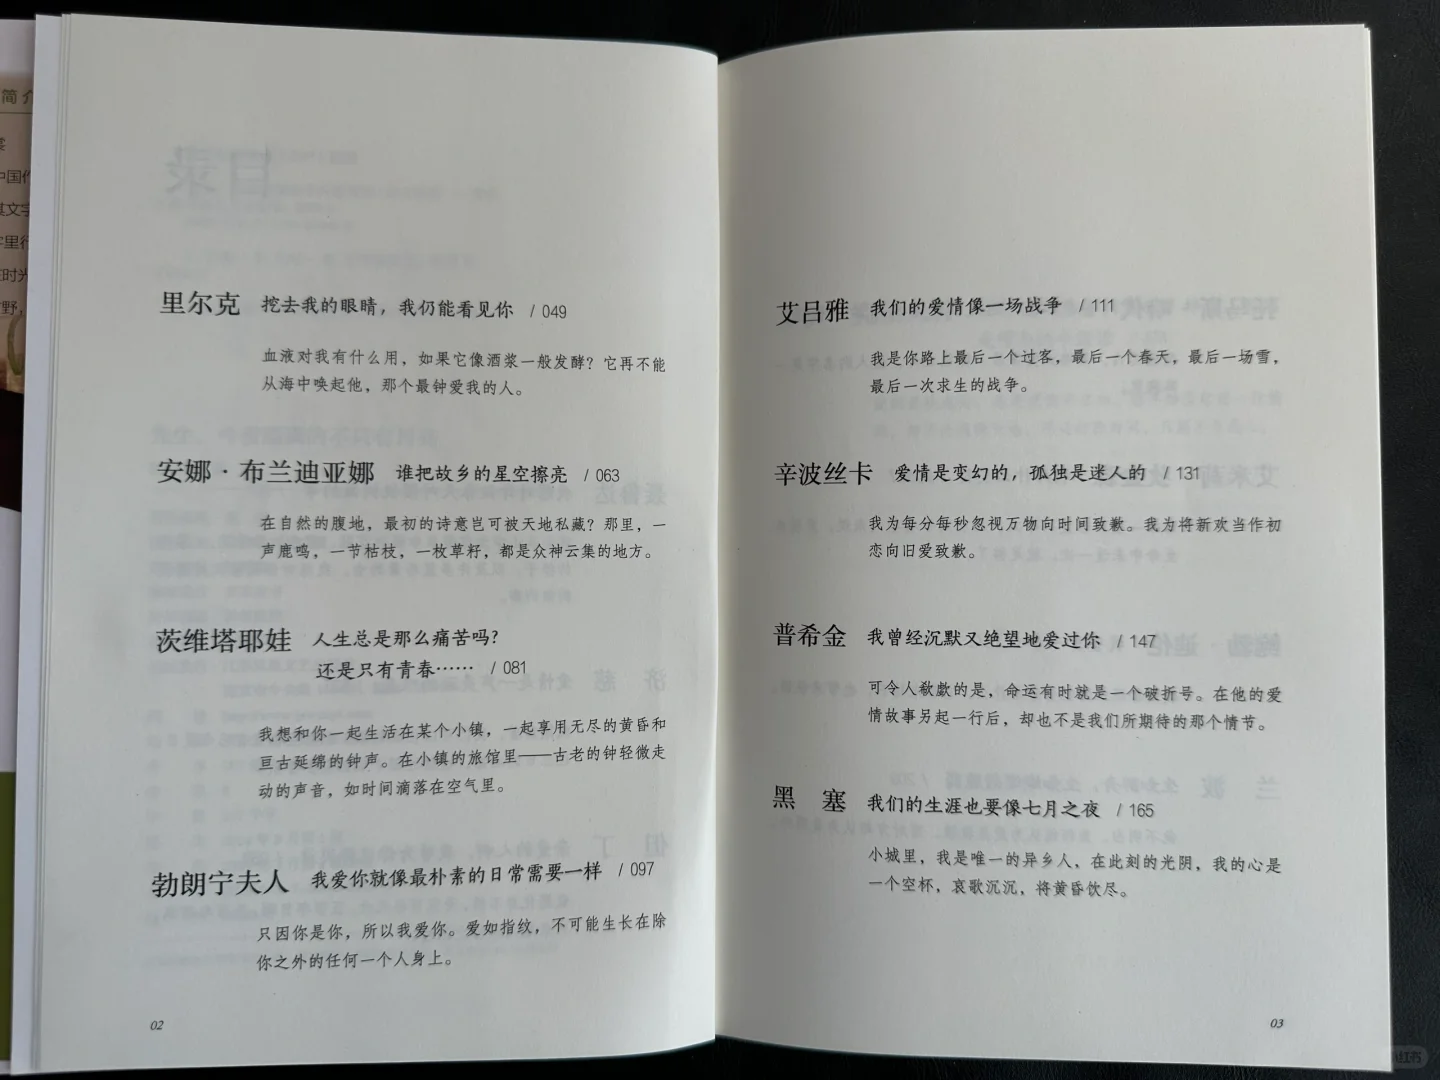 简介
中国作
其文字
字里行
在时光
里尔克 挖去我的眼睛，我仍能看见你 / 049
血液对我有什么用，如果它像酒浆一般发酵？它再不能
从海中唤起他，那个最钟爱我的人。
安娜·布兰迪亚娜 谁把故乡的星空擦亮 / 063
在自然的腹地，最初的诗意岂可被天地私藏？那里，一
声鹿鸣，一节枯枝，一枚草籽，都是众神云集的地方。
茨维塔耶娃 人生总是那么痛苦吗？
还是只有青春…… / 081
我想和你一起生活在某个小镇，一起享用无尽的黄昏和
亘古延绵的钟声。在小镇的旅馆里——古老的钟轻微走
动的声音，如时间滴落在空气里。
勃朗宁夫人 我爱你就像最朴素的日常需要一样 / 097
只因你是你，所以我爱你。爱如指纹，不可能生长在除
你之外的任何一个人身上。
02
艾吕雅 我们的爱情像一场战争 / 111
我是你路上最后一个过客，最后一个春天，最后一场雪，
最后一次求生的战争。
辛波丝卡 爱情是变幻的，孤独是迷人的 / 131
我为每分每秒忽视万物向时间致歉。我为将新欢当作初
恋向旧爱致歉。
普希金 我曾经沉默又绝望地爱过你 / 147
可令人欷歔的是，命运有时就是一个破折号。在他的爱
情故事另起一行后，却也不是我们所期待的那个情节。
黑 塞 我们的生涯也要像七月之夜 / 165
小城里，我是唯一的异乡人，在此刻的光阴，我的心是
一个空杯，哀歌沉沉，将黄昏饮尽。
03